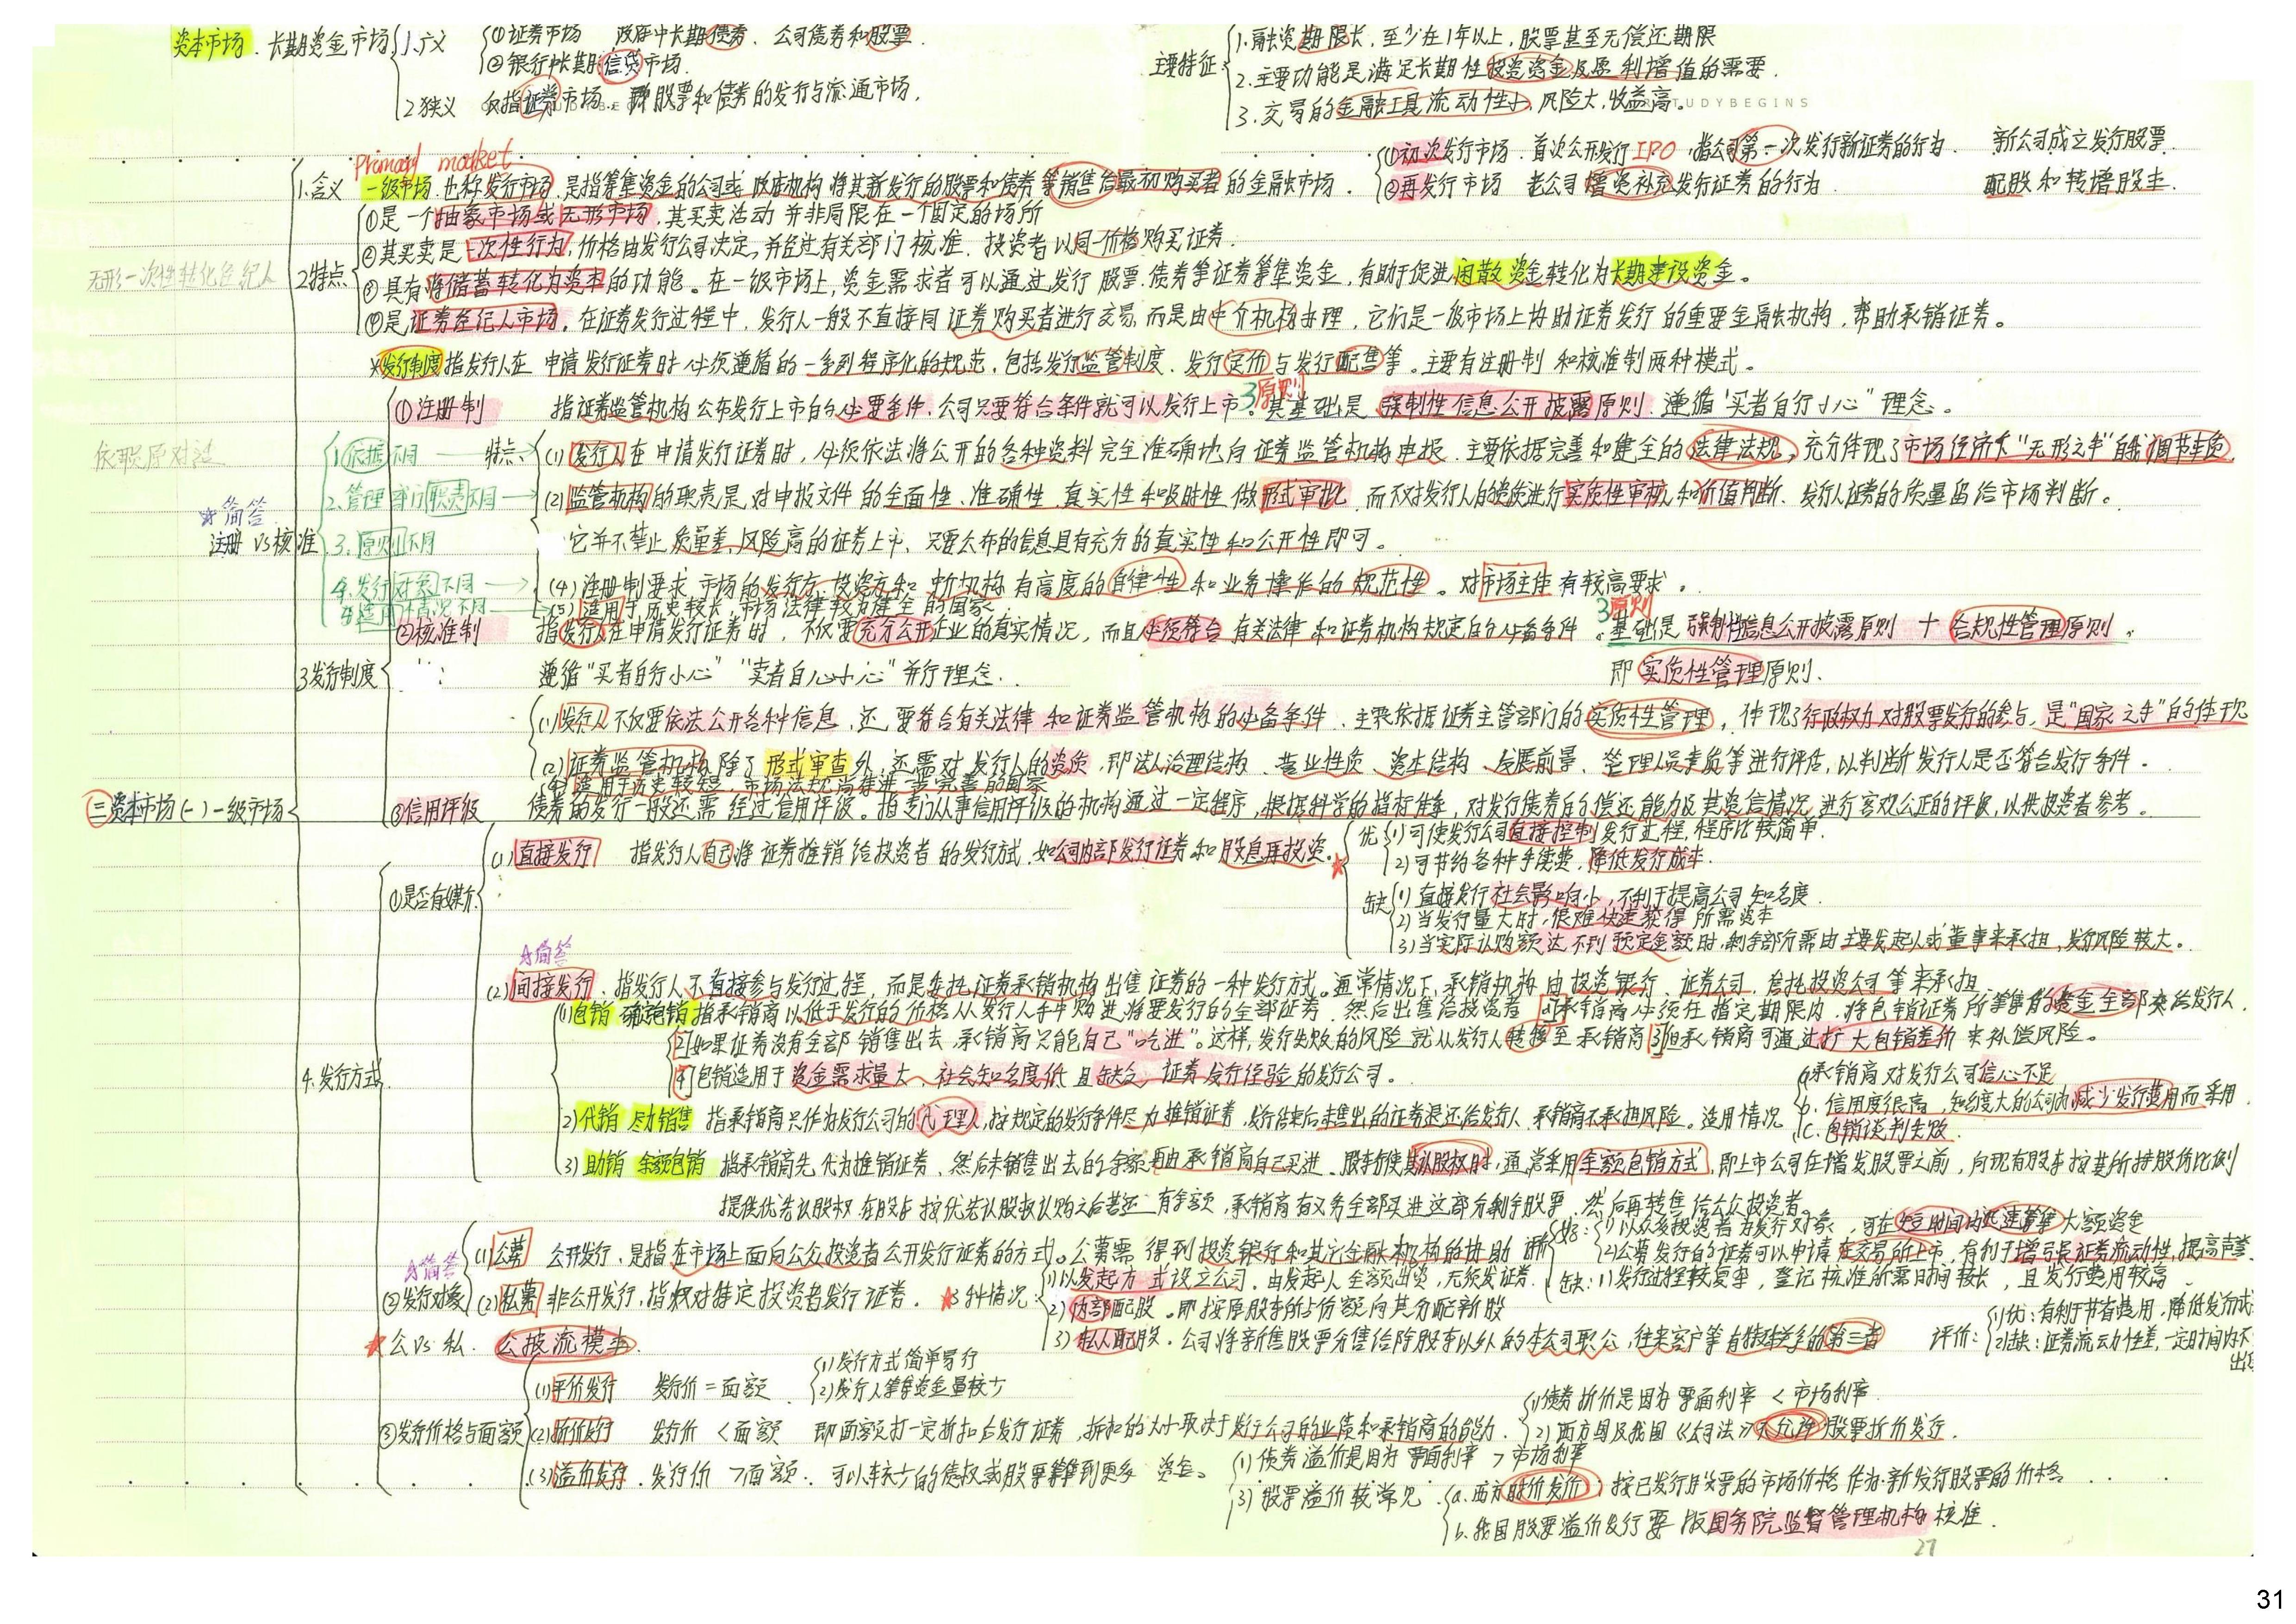 资本市场. 长期资金市场 1.广义 ①证券市场 政府中长期债券、公司债券和股票.
②银行中长期信贷市场.
2狭义 仅指证券市场. 即股票和债券的发行与流通市场.
主要特征 1.融资期限长, 至少在1年以上, 股票甚至无偿还期限
2.主要功能是满足长期性投资资金及原利增值的需要.
3.交易的金融工具流动性小, 风险大, 收益高。
STUDYBEGINS
Primary market
1.含义 一级市场 也称发行市场. 是指筹集资金的公司或政府机构将其新发行的股票和债券等销售给最初购买者的金融市场.
①初次发行市场. 首次公开发行IPO 指公司第一次发行新证券的行为. 新公司成立发行股票.
②再发行市场 老公司增资补充发行证券的行为 配股和转增股本.
2特点 ①是一个抽象市场或无形市场, 其买卖活动并非局限在一个固定的场所
②其买卖是一次性行为, 价格由发行公司决定, 并经过有关部门核准. 投资者以同一价格购买证券.
无形一次性转化经纪人
③具有将储蓄转化为资本的功能。在一级市场上, 资金需求者可以通过发行股票.债券等证券筹集资金, 有助于促进闲散资金转化为长期建设资金。
④是证券经纪人市场. 在证券发行过程中, 发行人一般不直接同证券购买者进行交易, 而是由中介机构办理, 它们是一级市场上协助证券发行的重要金融机构, 帮助承销证券。
※发行制度 指发行人在申请发行证券时必须遵循的一系列程序化的规范, 包括发行监管制度、发行定价与发行配售等. 主要有注册制和核准制两种模式。
3原则
①注册制 指证券监管机构公布发行上市的必要条件. 公司只要符合条件就可以发行上市. 其基础是强制性信息公开披露原则. 遵循“买者自行小心”理念。
依职原对适
1依据不同 特点 (1)发行人在申请发行证券时, 必须依法将公开的各种资料完全准确地向证券监管机构申报. 主要依据完善和健全的法律法规, 充分体现了市场经济大“无形之手”自我调节本质.
2.管理部门职责不同 (2)监管机构的职责是对申报文件的全面性、准确性、真实性和及时性做形式审批, 而不对发行人的资质进行实质性审核和价值判断. 发行人证券的质量留给市场判断。
☆简答
注册 VS 核准 3.原则不同 它并不禁止质量差、风险高的证券上市, 只要公布的信息具有充分的真实性和公开性即可。
4.发行对象不同 (4)注册制要求市场的发行方、投资方和中介机构有高度的自律性和业务操作的规范性。对市场主体有较高要求.
5适用情况不同 (5)适用于历史较长, 市场法律较为健全的国家.
3原则
②核准制 指发行人在申请发行证券时, 不仅要充分公开企业的真实情况, 而且必须符合有关法律和证券机构规定的必备条件. 基础是强制性信息公开披露原则 + 合规性管理原则.
3发行制度 遵循“买者自行小心”“卖者自心小心”并行理念. 即实质性管理原则.
(1)发行人不仅要依法公开各种信息, 还要符合有关法律和证券监管机构的必备条件. 主要依据证券主管部门的实质性管理, 体现了行政权力对股票发行的参与, 是“国家之手”的体现
(2)证券监管机构除了形式审查外, 还需对发行人的资质. 即法人治理结构、营业性质、资本结构、发展前景、管理人员素质等进行评估, 以判断发行人是否符合发行条件.
(4)适用于历史较短, 市场法规尚待进一步完善的国家
③信用评级 债券的发行一般还需经过信用评级。指专门从事信用评级的机构通过一定程序, 根据科学的指标体系, 对发行债券的偿还能力及其资信情况进行客观公正的评级, 以供投资者参考。
㈢资本市场(一)一级市场
4.发行方式
①是否有媒介
(1)直接发行 指发行人自己将证券推销给投资者的发行方式. 如公司内部发行证券和股息再投资.
★ 优 (1)可使发行公司直接控制发行过程, 程序比较简单.
2)可节约各种手续费, 降低发行成本.
缺 (1)直接发行社会影响小, 不利于提高公司知名度.
2)当发行量大时, 很难快速获得所需资本
3)当实际认购额达不到预定金额时, 剩余部分需由主要发起人或董事来承担, 发行风险较大。
☆简答
(2)间接发行. 指发行人不直接参与发行过程, 而是委托证券承销机构出售证券的一种发行方式。通常情况下, 承销机构由投资银行、证券公司、信托投资公司等来承担
1)包销 确定包销 指承销商以低于发行的价格从发行人手中购进将要发行的全部证券, 然后出售给投资者 [1]承销商必须在指定期限内, 将包销证券所筹集的资金全部交给发行人.
[2]如果证券没有全部销售出去, 承销商只能自己“吃进”。这样, 发行失败的风险就从发行人转移至承销商 [3]但承销商可通过扩大包销差价来补偿风险。
[4]包销适用于资金需求量大、社会知名度低且缺乏证券发行经验的发行公司。
2)代销 尽力销售 指承销商只作为发行公司的代理人, 按规定的发行条件尽力推销证券, 发行结束后未售出的证券退还给发行人, 承销商不承担风险。适用情况
a.承销商对发行公司信心不足
b. 信用度很高, 知名度大的公司为减少发行费用而采用.
c. 包销谈判失败.
3)助销 余额包销 指承销商先代为推销证券, 然后未销售出去的余额再由承销商自己买进. 股东行使其认股权时, 通常采用余额包销方式, 即上市公司在增发股票之前, 向现有股东按其所持股份比例
提供优先认股权, 在股东按优先认股权认购之后若还有余额, 承销商有义务全部买进这部分剩余股票, 然后再转售给公众投资者
☆简答
②发行对象
(1)公募 公开发行. 是指在市场上面向公众投资者公开发行证券的方式。公募需得到投资银行和其它金融机构的协助 评价
好: 1)以众多投资者为发行对象, 可在短时间内迅速筹集大额资金
2)公募发行的证券可以申请在交易所上市, 有利于增强证券流动性, 提高声誉.
缺: 1)发行过程较复杂, 登记核准所需时间较长, 且发行费用较高
(2)私募 非公开发行, 指权对特定投资者发行证券. ★3种情况:
1)以发起方式设立公司. 由发起人全额出资, 无须发证券.
2)内部配股. 即按原股东所占份额向其分配新股
3)私人配股. 公司将新售股票分售给除股东以外的本公司职公, 往来客户等有特殊关系的第三者
评价: 1)优: 有利于节省费用, 降低发行成
2)缺: 证券流动性差, 一定时间内不
★公 VS 私. 公披流模率.
③发行价格与面额
(1)平价发行 发行价 = 面额 (1)发行方式简单易行
2)发行人筹集资金量较少
(2)折价发行 发行价 < 面额 即面额打一定折扣后发行证券, 折扣的大小取决于发行公司的业绩和承销商的能力.
(1)债券折价是因为票面利率 < 市场利率.
2)西方国及我国《公司法》不允许股票折价发行.
(3)溢价发行. 发行价 > 面额: 可以较少的债权或股票筹集到更多资金。
(1)债券溢价是因为票面利率 > 市场利率
3)股票溢价较常见 a.西方时价发价: 按已发行股票的市场价格作为新发行股票的价格.
b.我国股票溢价发行要报国务院监督管理机构核准.
27
31